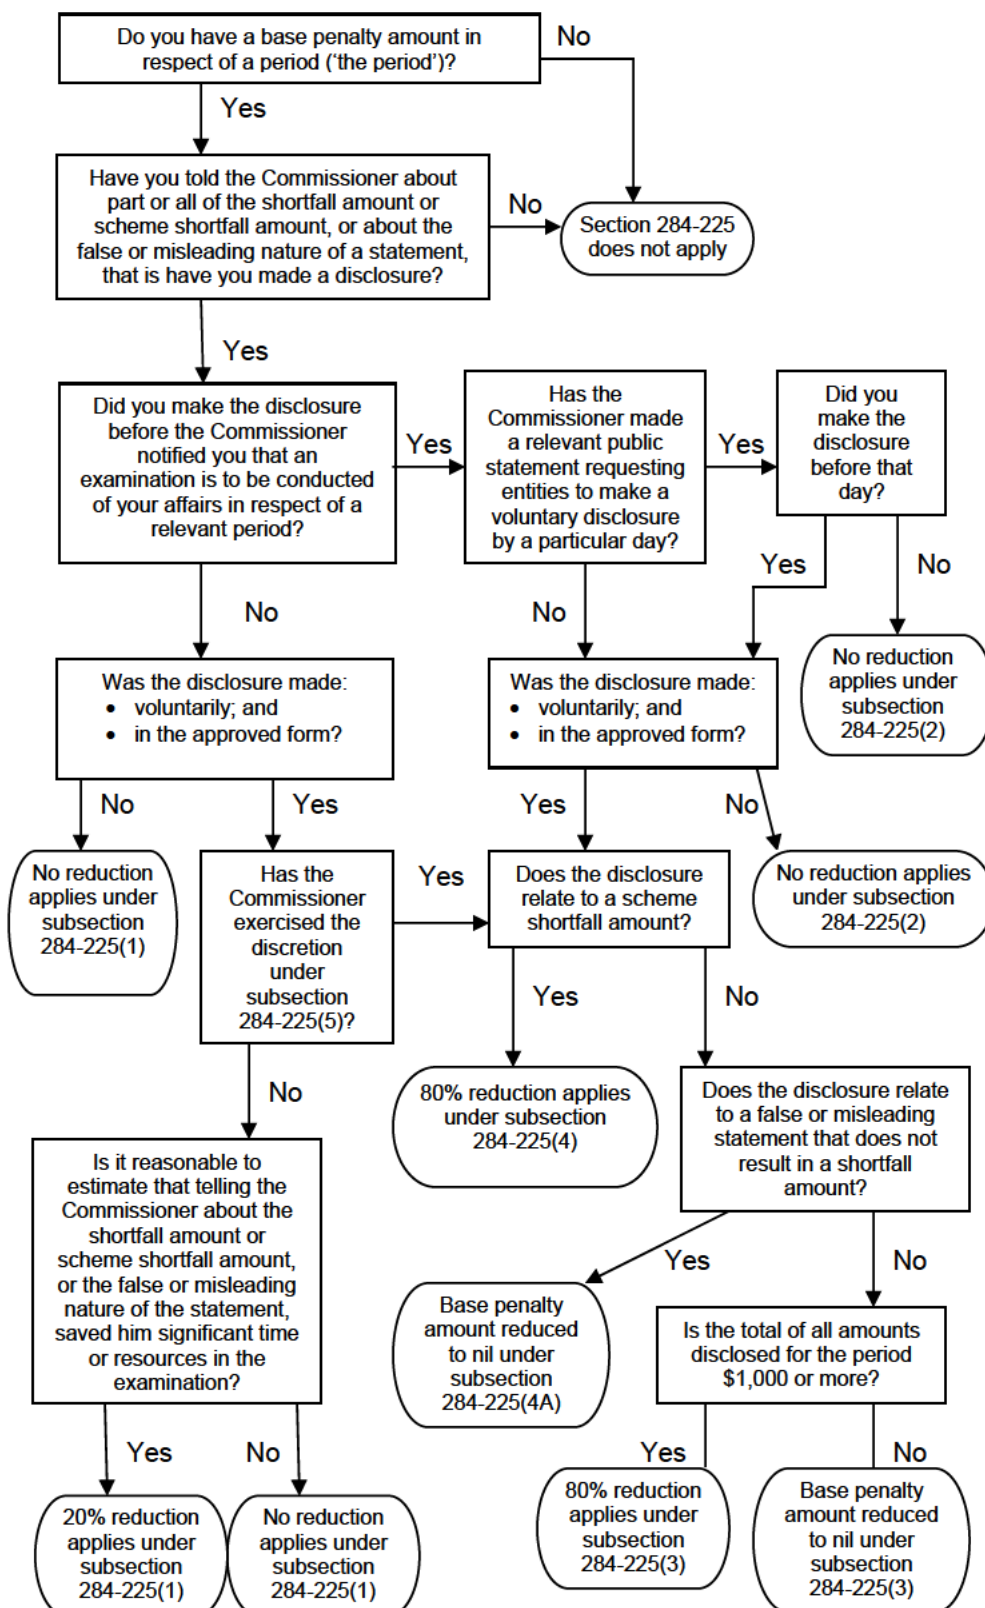 Do you have a base penalty amount in
respect of a period (‘the period’)?
No
Yes
Have you told the Commissioner about
part or all of the shortfall amount or
scheme shortfall amount, or about the
false or misleading nature of a statement,
that is have you made a disclosure?
No
Section 284-225
does not apply
Yes
Did you make the disclosure
before the Commissioner
notified you that an
examination is to be conducted
of your affairs in respect of a
relevant period?
Yes
Has the
Commissioner made
a relevant public
statement requesting
entities to make a
voluntary disclosure
by a particular day?
Yes
Did you
make the
disclosure
before that
day?
No
No
Yes
No
Was the disclosure made:
• voluntarily; and
• in the approved form?
Was the disclosure made:
• voluntarily; and
• in the approved form?
No reduction
applies under
subsection
284-225(2)
No
Yes
Yes
No
No reduction
applies under
subsection
284-225(1)
Has the
Commissioner
exercised the
discretion
under
subsection
284-225(5)?
Yes
Does the disclosure
relate to a scheme
shortfall amount?
No reduction applies
under subsection
284-225(2)
No
Yes
No
80% reduction applies
under subsection
284-225(4)
Does the disclosure relate
to a false or misleading
statement that does not
result in a shortfall
amount?
Is it reasonable to
estimate that telling the
Commissioner about the
shortfall amount or
scheme shortfall amount,
or the false or misleading
nature of the statement,
saved him significant time
or resources in the
examination?
Yes
No
Base penalty
amount reduced
to nil under
subsection
284-225(4A)
Is the total of all amounts
disclosed for the period
$1,000 or more?
Yes
No
Yes
No
20% reduction
applies under
subsection
284-225(1)
No reduction
applies under
subsection
284-225(1)
80% reduction
applies under
subsection
284-225(3)
Base penalty
amount reduced
to nil under
subsection
284-225(3)